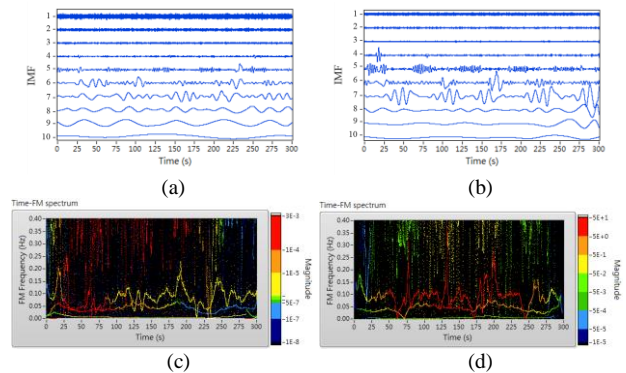 1
2
3
4
5
6
7
8
9
10
IMF
0 25 50 75 100 125 150 175 200 225 250 275 300
Time (s)
(a)
1
2
3
4
5
6
7
8
9
10
IMF
0 25 50 75 100 125 150 175 200 225 250 275 300
Time (s)
(b)
Time-FM spectrum
FM Frequency (Hz)
0.40
0.35
0.30
0.25
0.20
0.15
0.10
0.05
0.00
0 25 50 75 100 125 150 175 200 225 250 275 300
Time (s)
3E-3
1E-4
1E-5
5E-7
1E-7
1E-8
Magnitude
(c)
Time-FM spectrum
FM Frequency (Hz)
0.40
0.35
0.30
0.25
0.20
0.15
0.10
0.05
0.00
0 25 50 75 100 125 150 175 200 225 250 275 300
Time (s)
5E+1
5E+0
5E-1
5E-2
5E-3
5E-4
5E-5
1E-5
Magnitude
(d)